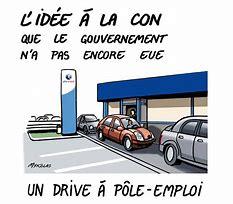 L'IDÉE À LA CON
QUE LE GOUVERNEMENT
N'A PAS ENCORE EUE
UN DRIVE À PÔLE-EMPLOI